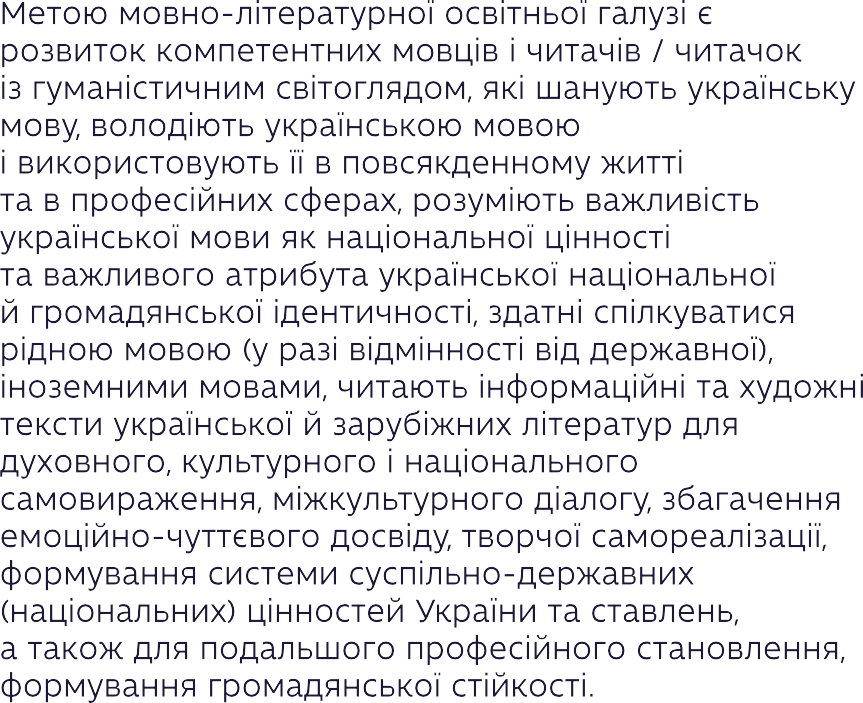 Метою мовно-літературної освітньої галузі є
розвиток компетентних мовців і читачів / читачок
із гуманістичним світоглядом, які шанують українську
мову, володіють українською мовою
і використовують її в повсякденному житті
та в професійних сферах, розуміють важливість
української мови як національної цінності
та важливого атрибута української національної
й громадянської ідентичності, здатні спілкуватися
рідною мовою (у разі відмінності від державної),
іноземними мовами, читають інформаційні та художні
тексти української й зарубіжних літератур для
духовного, культурного і національного
самовираження, міжкультурного діалогу, збагачення
емоційно-чуттєвого досвіду, творчої самореалізації,
формування системи суспільно-державних
(національних) цінностей України та ставлень,
а також для подальшого професійного становлення,
формування громадянської стійкості.